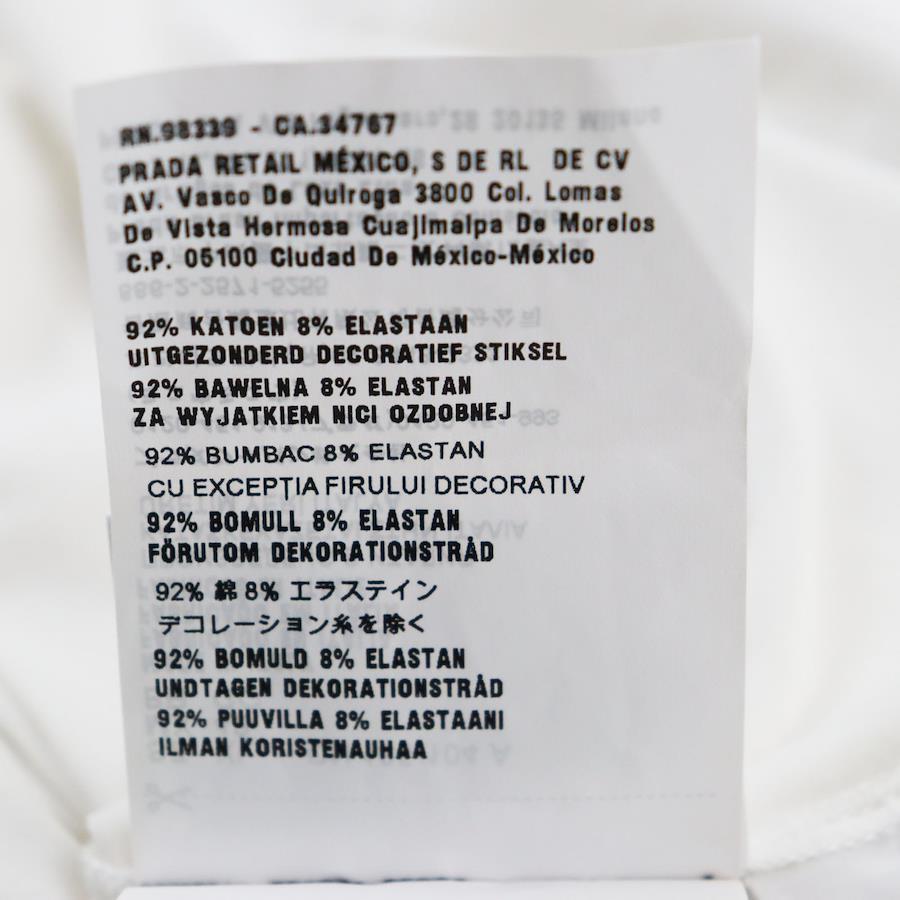 RN.98339 - CA.34767
PRADA RETAIL MÉXICO, S DE RL DE CV
AV. Vasco De Quiroga 3800 Col. Lomas
De Vista Hermosa Cuajimalpa De Morelos
C.P. 05100 Ciudad De México-México
92% KATOEN 8% ELASTAAN
UITGEZONDERD DECORATIEF STIKSEL
92% BAWELNA 8% ELASTAN
ZA WYJATKIEM NICI OZDOBNEJ
92% BUMBAC 8% ELASTAN
CU EXCEPȚIA FIRULUI DECORATIV
92% BOMULL 8% ELASTAN
FÖRUTOM DEKORATIONSTRÅD
92% 綿 8% エラステイン
デコレーション糸を除く
92% BOMULD 8% ELASTAN
UNDTAGEN DEKORATIONSTRÅD
92% PUUVILLA 8% ELASTAANI
ILMAN KORISTENAUHAA